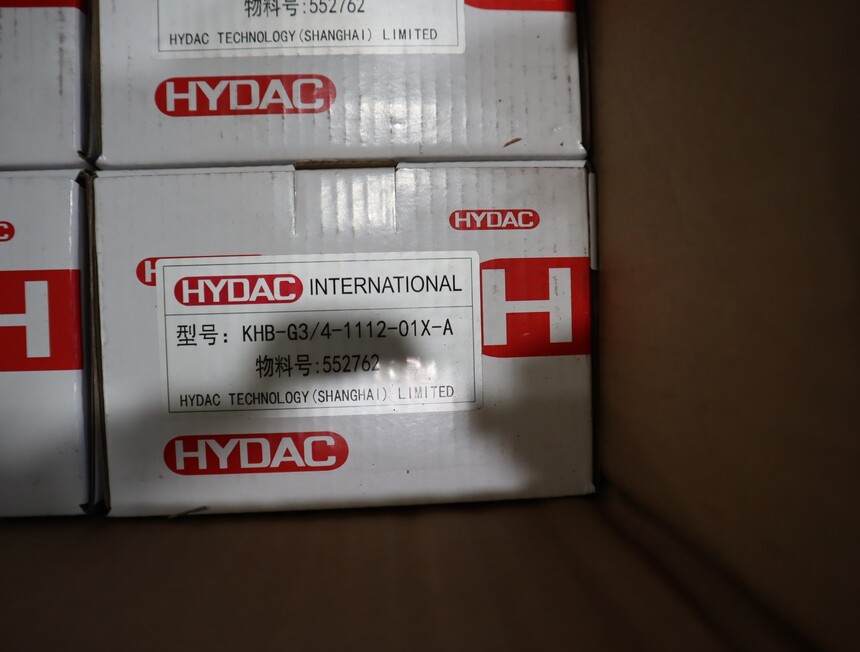 物料号:552762
HYDAC TECHNOLOGY(SHANGHAI) LIMITED
HYDAC
HYDAC
HYDAC INTERNATIONAL
H
型号: KHB-G3/4-1112-01X-A
物料号:552762
HYDAC TECHNOLOGY(SHANGHAI) LIMITED
HYDAC
H